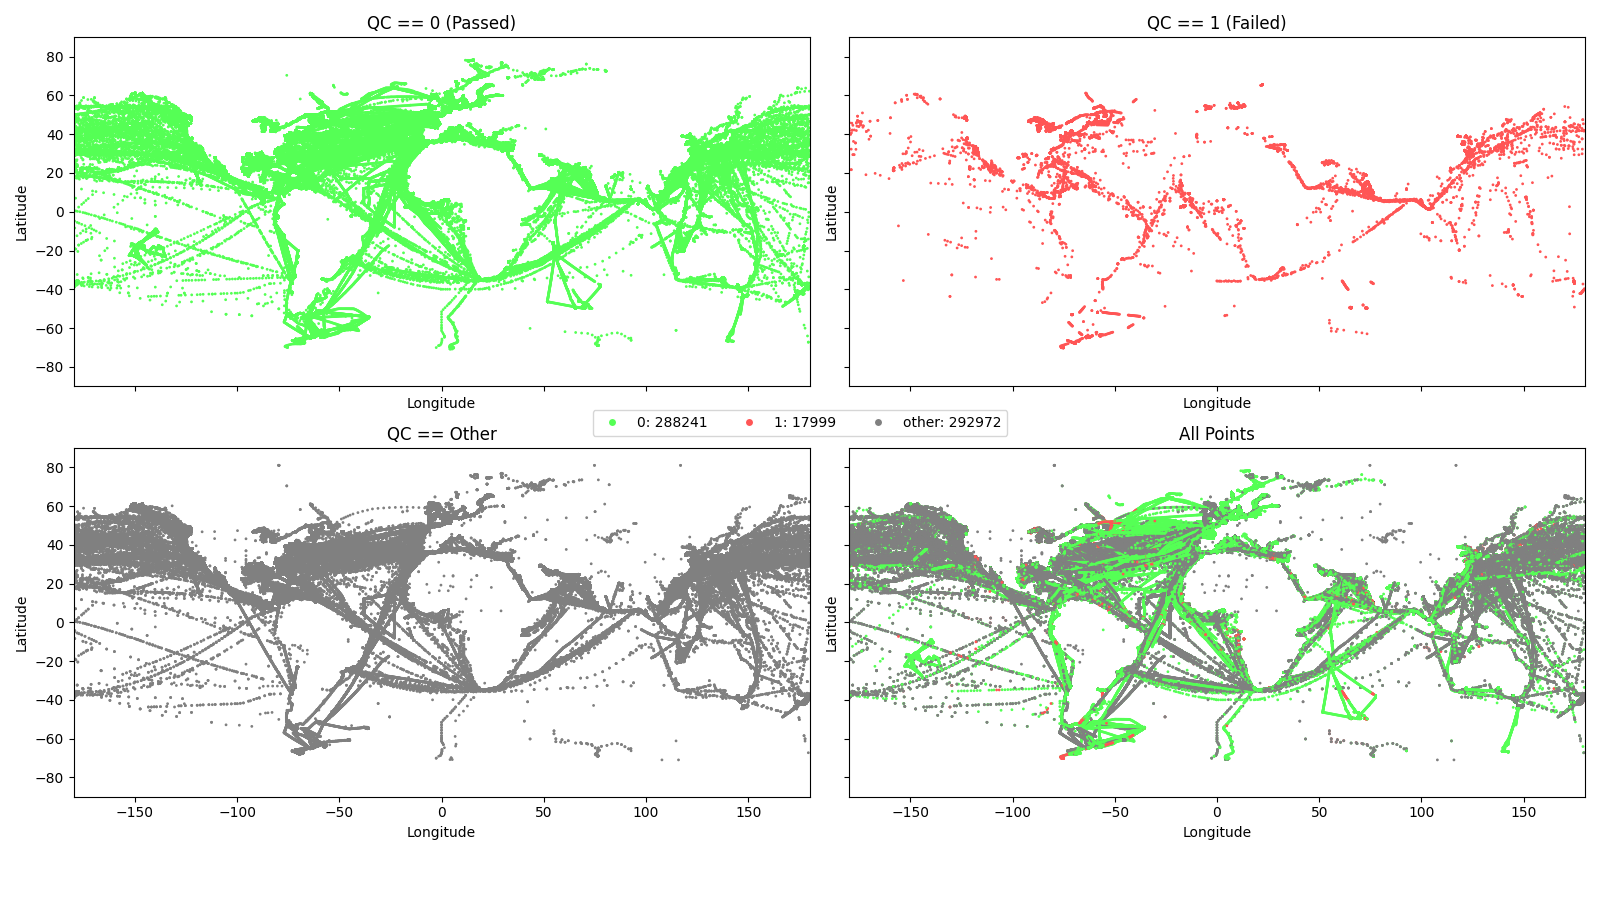 QC == 0 (Passed)
QC == 1 (Failed)
80
60
40
20
0
−20
−40
−60
−80
Latitude
Latitude
Longitude
Longitude
0: 288241
1: 17999
other: 292972
QC == Other
All Points
80
60
40
20
0
−20
−40
−60
−80
Latitude
Latitude
−150
−100
−50
0
50
100
150
−150
−100
−50
0
50
100
150
Longitude
Longitude